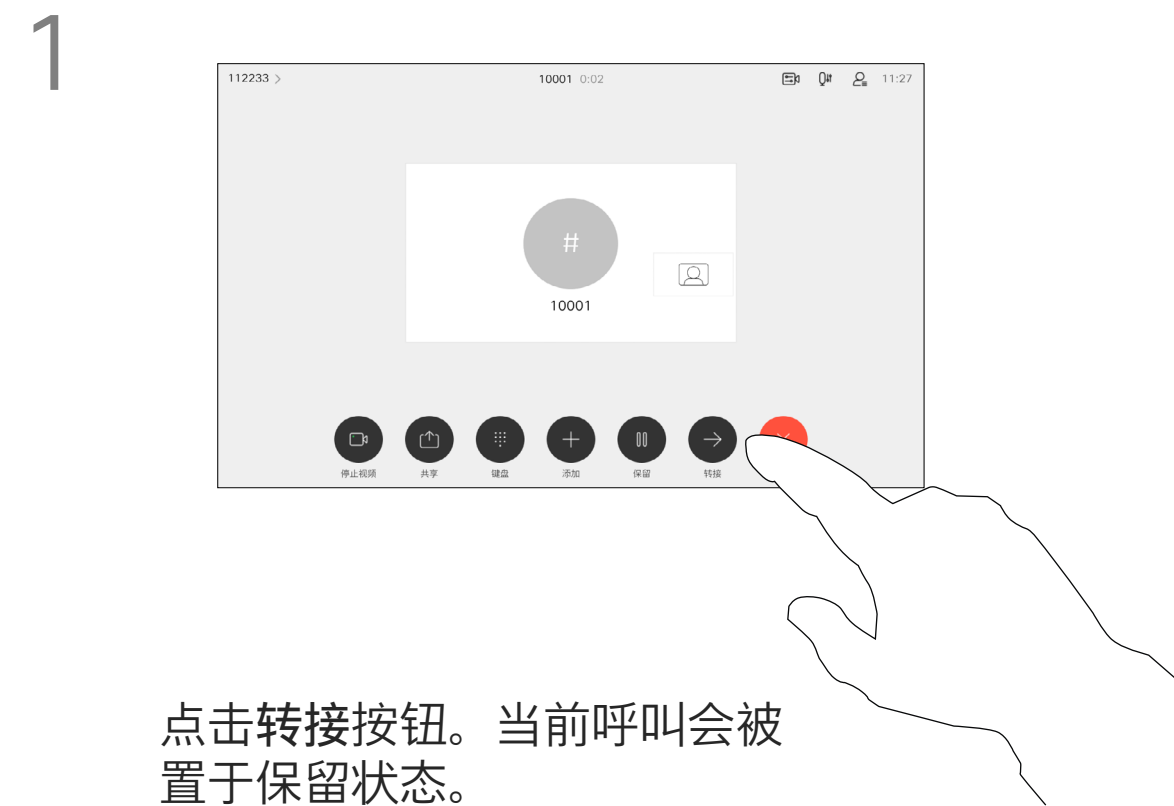 1
112233 >
10001 0:02
11:27
#
10001
停止视频
共享
键盘
添加
保留
转接
点击转接按钮。当前呼叫会被
置于保留状态。